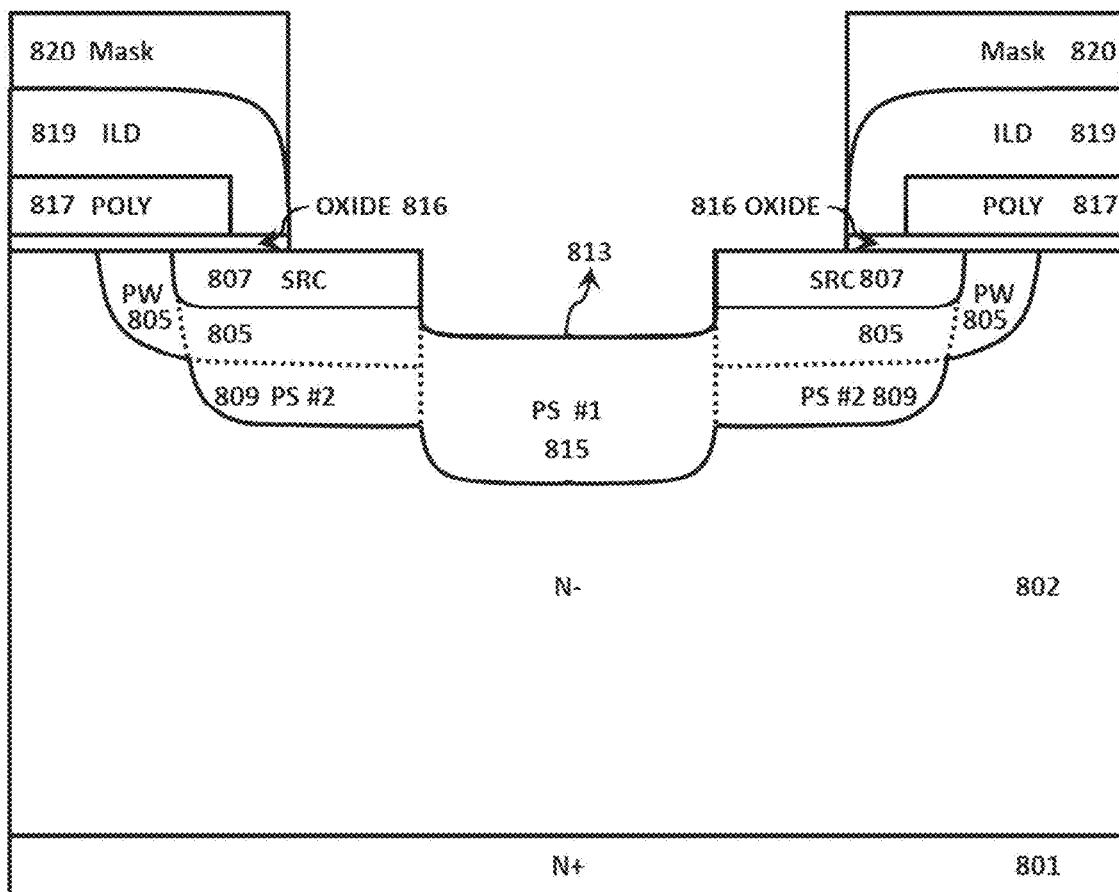 820 Mask
Mask 820
819 ILD
ILD 819
817 POLY
OXIDE 816
816 OXIDE
POLY 817
813
807 SRC
SRC 807
PW
805
PW
805
805
805
809 PS #2
PS #2 809
PS #1
815
N-
802
N+
801